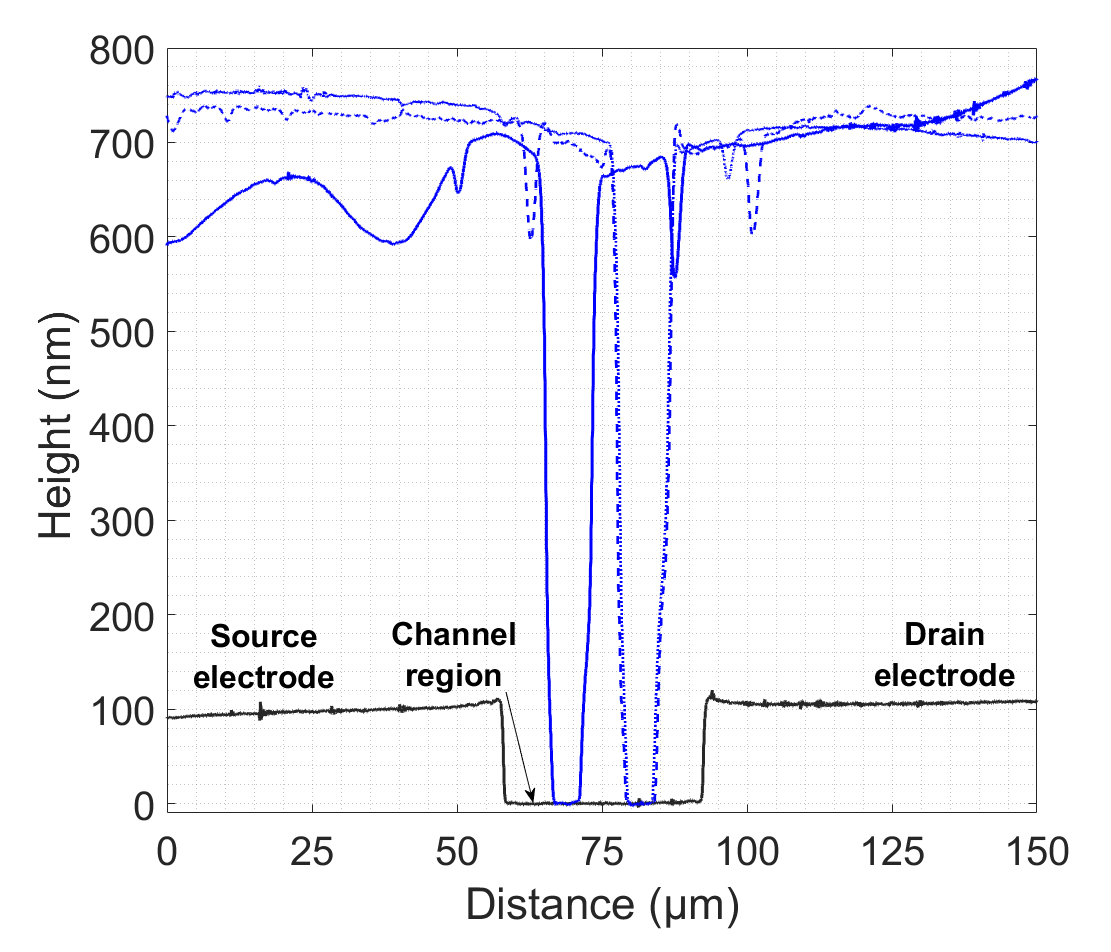 800
700
600
500
400
300
200
100
0
Height (nm)
Source
electrode
Channel
region
Drain
electrode
0 25 50 75 100 125 150
Distance (µm)